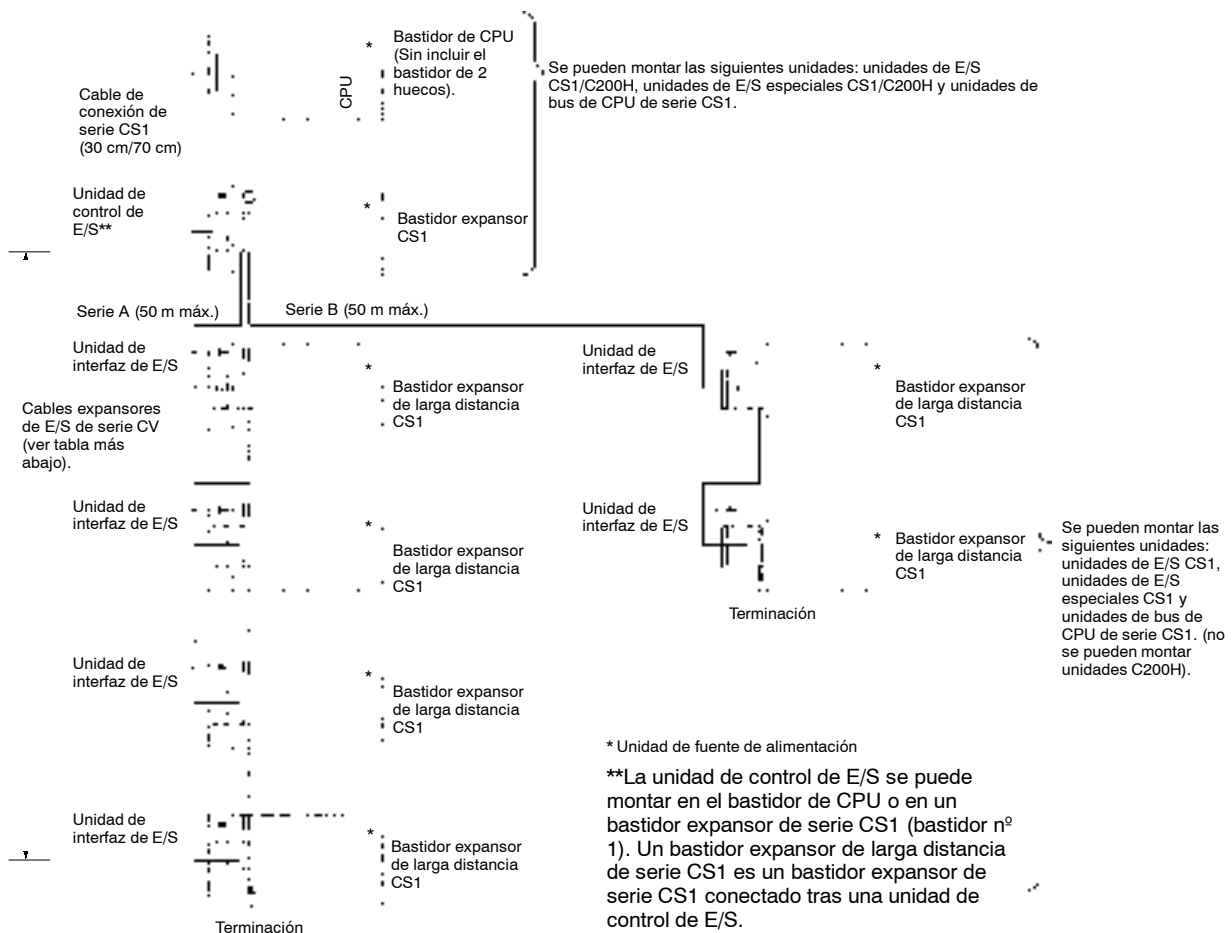 *
Bastidor de CPU
(Sin incluir el
bastidor de 2
huecos).
CPU
Se pueden montar las siguientes unidades: unidades de E/S
CS1/C200H, unidades de E/S especiales CS1/C200H y unidades de
bus de CPU de serie CS1.
Cable de
conexión de
serie CS1
(30 cm/70 cm)
Unidad de
control de
E/S**
*
Bastidor expansor
CS1
Serie A (50 m máx.)
Serie B (50 m máx.)
Unidad de
interfaz de E/S
*
Bastidor expansor
de larga distancia
CS1
Unidad de
interfaz de E/S
*
Bastidor expansor
de larga distancia
CS1
Cables expansores
de E/S de serie CV
(ver tabla más
abajo).
Unidad de
interfaz de E/S
*
Bastidor expansor
de larga distancia
CS1
Unidad de
interfaz de E/S
*
Bastidor expansor
de larga distancia
CS1
Se pueden montar las
siguientes unidades:
unidades de E/S CS1,
unidades de E/S
especiales CS1 y
unidades de bus de
CPU de serie CS1. (no
se pueden montar
unidades C200H).
Terminación
Unidad de
interfaz de E/S
*
Bastidor expansor
de larga distancia
CS1
Unidad de
interfaz de E/S
*
Bastidor expansor
de larga distancia
CS1
Terminación
* Unidad de fuente de alimentación
**La unidad de control de E/S se puede
montar en el bastidor de CPU o en un
bastidor expansor de serie CS1 (bastidor nº
1). Un bastidor expansor de larga distancia
de serie CS1 es un bastidor expansor de
serie CS1 conectado tras una unidad de
control de E/S.